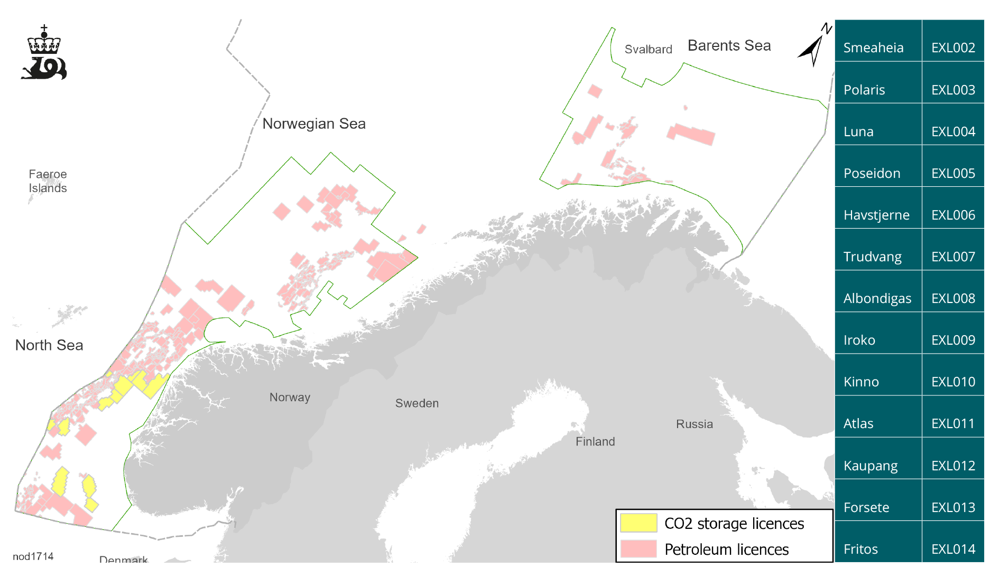 N
Svalbard
Barents Sea
Norwegian Sea
Faeroe
Islands
North Sea
Norway
Sweden
Russia
Finland
Denmark
nod1714
CO2 storage licences
Petroleum licences
Smeaheia EXL002
Polaris EXL003
Luna EXL004
Poseidon EXL005
Havstjerne EXL006
Trudvang EXL007
Albondigas EXL008
Iroko EXL009
Kinno EXL010
Atlas EXL011
Kaupang EXL012
Forsete EXL013
Fritos EXL014